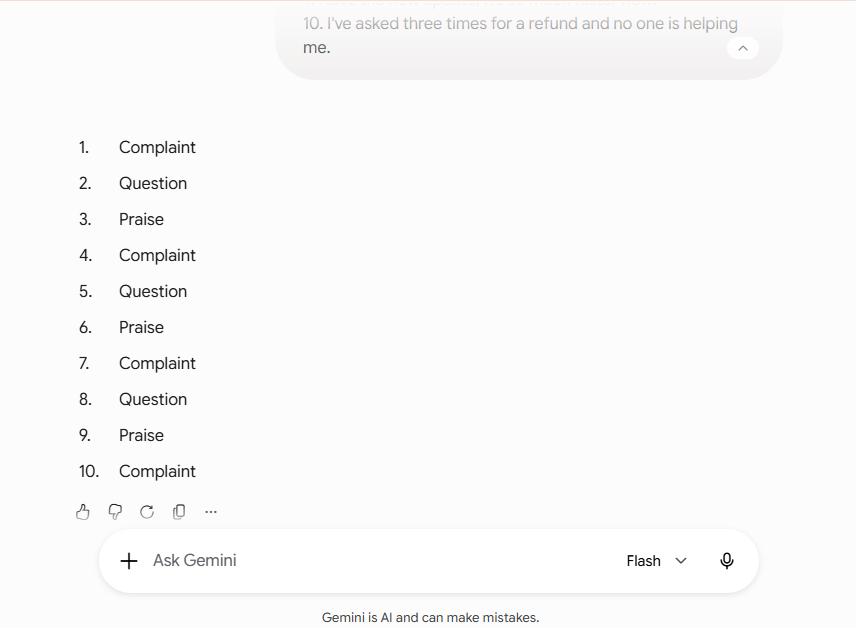 10. I've asked three times for a refund and no one is helping
me.
1. Complaint
2. Question
3. Praise
4. Complaint
5. Question
6. Praise
7. Complaint
8. Question
9. Praise
10. Complaint
Ask Gemini
Flash
Gemini is AI and can make mistakes.